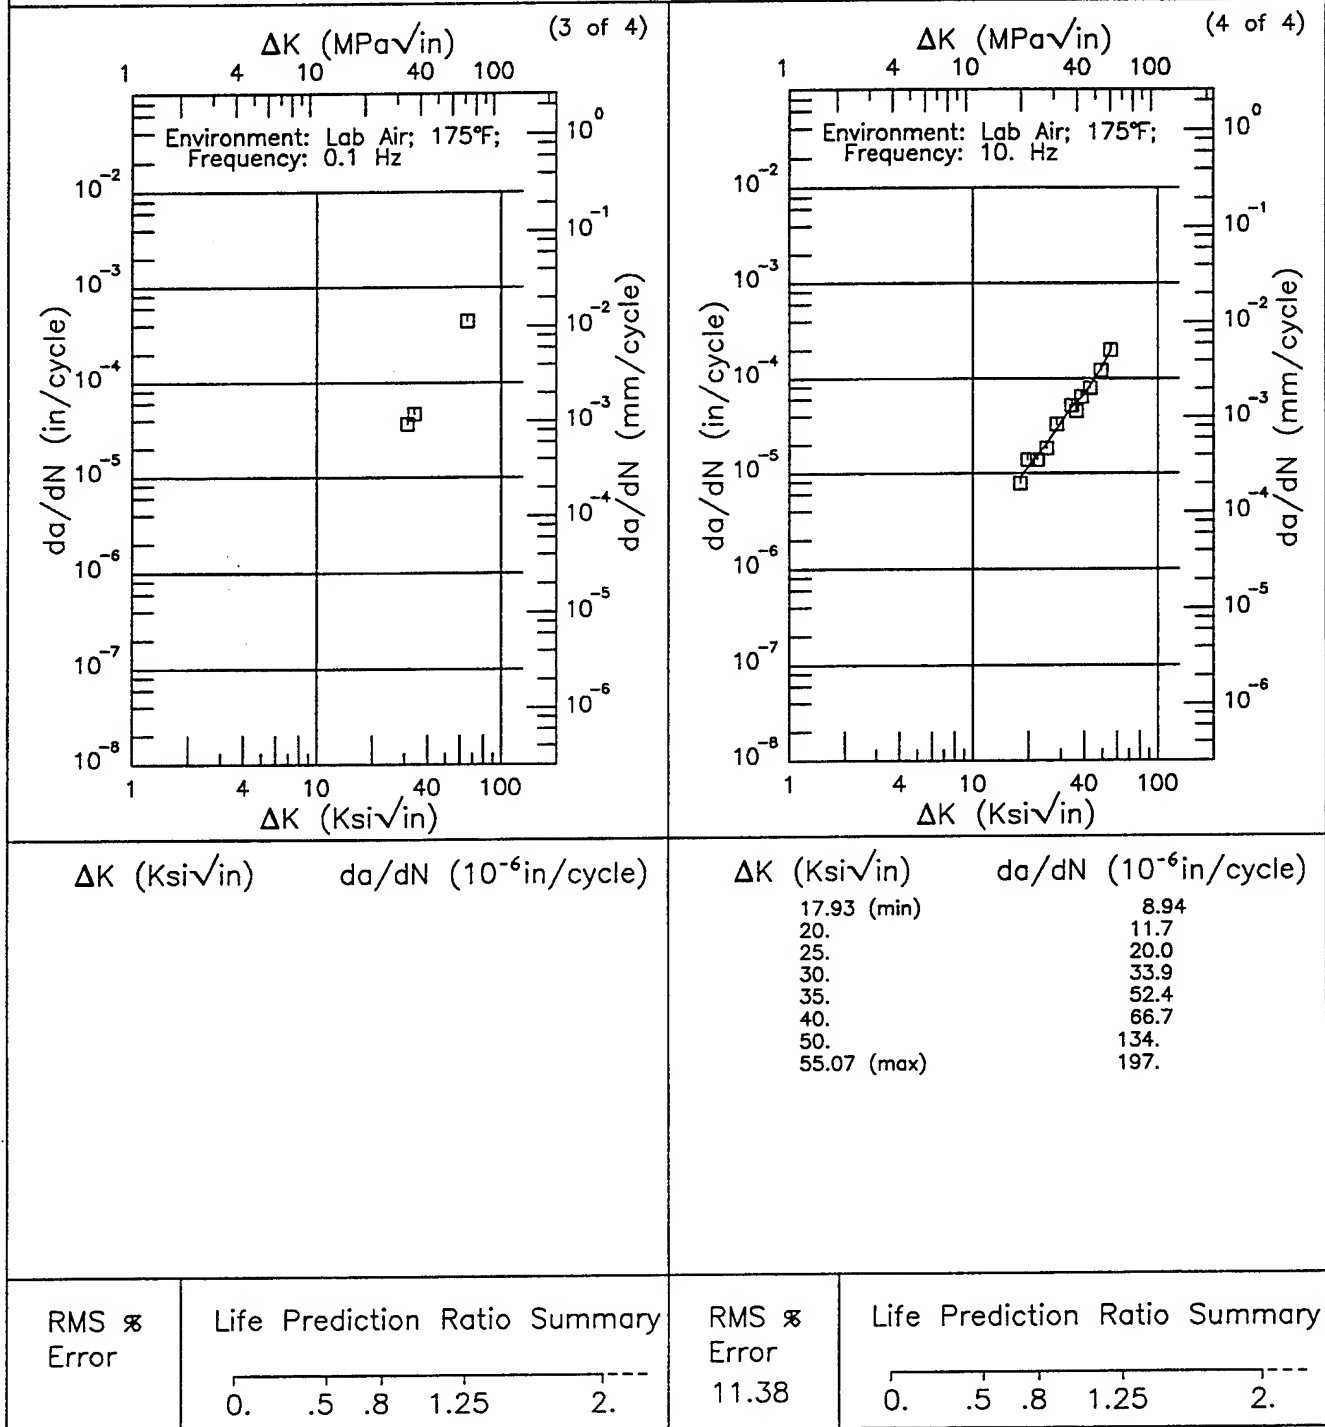 (3 of 4)
ΔK (MPa√in)
1 4 10 40 100
Environment: Lab Air; 175°F;
Frequency: 0.1 Hz
da/dN (in/cycle)
10⁻²
10⁻³
10⁻⁴
10⁻⁵
10⁻⁶
10⁻⁷
10⁻⁸
10⁰
10⁻¹
10⁻²
10⁻³
10⁻⁴
10⁻⁵
10⁻⁶
da/dN (mm/cycle)
1 4 10 40 100
ΔK (Ksi√in)
(4 of 4)
ΔK (MPa√in)
1 4 10 40 100
Environment: Lab Air; 175°F;
Frequency: 10. Hz
da/dN (in/cycle)
10⁻²
10⁻³
10⁻⁴
10⁻⁵
10⁻⁶
10⁻⁷
10⁻⁸
10⁰
10⁻¹
10⁻²
10⁻³
10⁻⁴
10⁻⁵
10⁻⁶
da/dN (mm/cycle)
1 4 10 40 100
ΔK (Ksi√in)
ΔK (Ksi√in) da/dN (10⁻⁶in/cycle)
ΔK (Ksi√in) da/dN (10⁻⁶in/cycle)
17.93 (min) 8.94
20. 11.7
25. 20.0
30. 33.9
35. 52.4
40. 66.7
50. 134.
55.07 (max) 197.
RMS %
Error
Life Prediction Ratio Summary
0. .5 .8 1.25 2.
RMS %
Error
11.38
Life Prediction Ratio Summary
0. .5 .8 1.25 2.